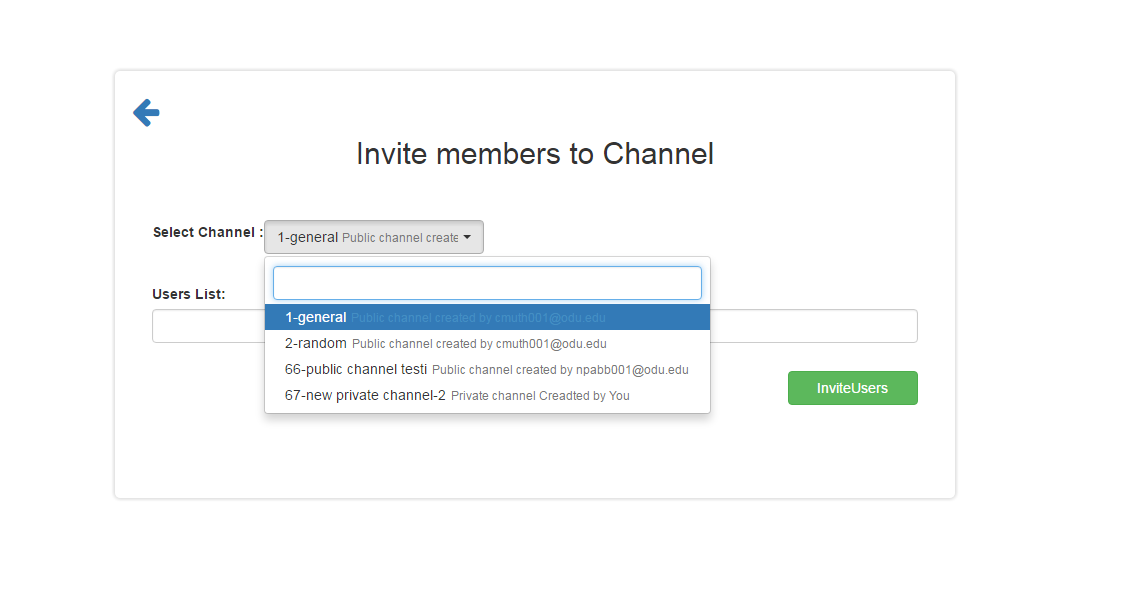 Invite members to Channel
Select Channel : 1-general Public channel create
Users List:
1-general Public channel created by cmuth001@odu.edu
2-random Public channel created by cmuth001@odu.edu
66-public channel testi Public channel created by npabb001@odu.edu
67-new private channel-2 Private channel Creadted by You
InviteUsers